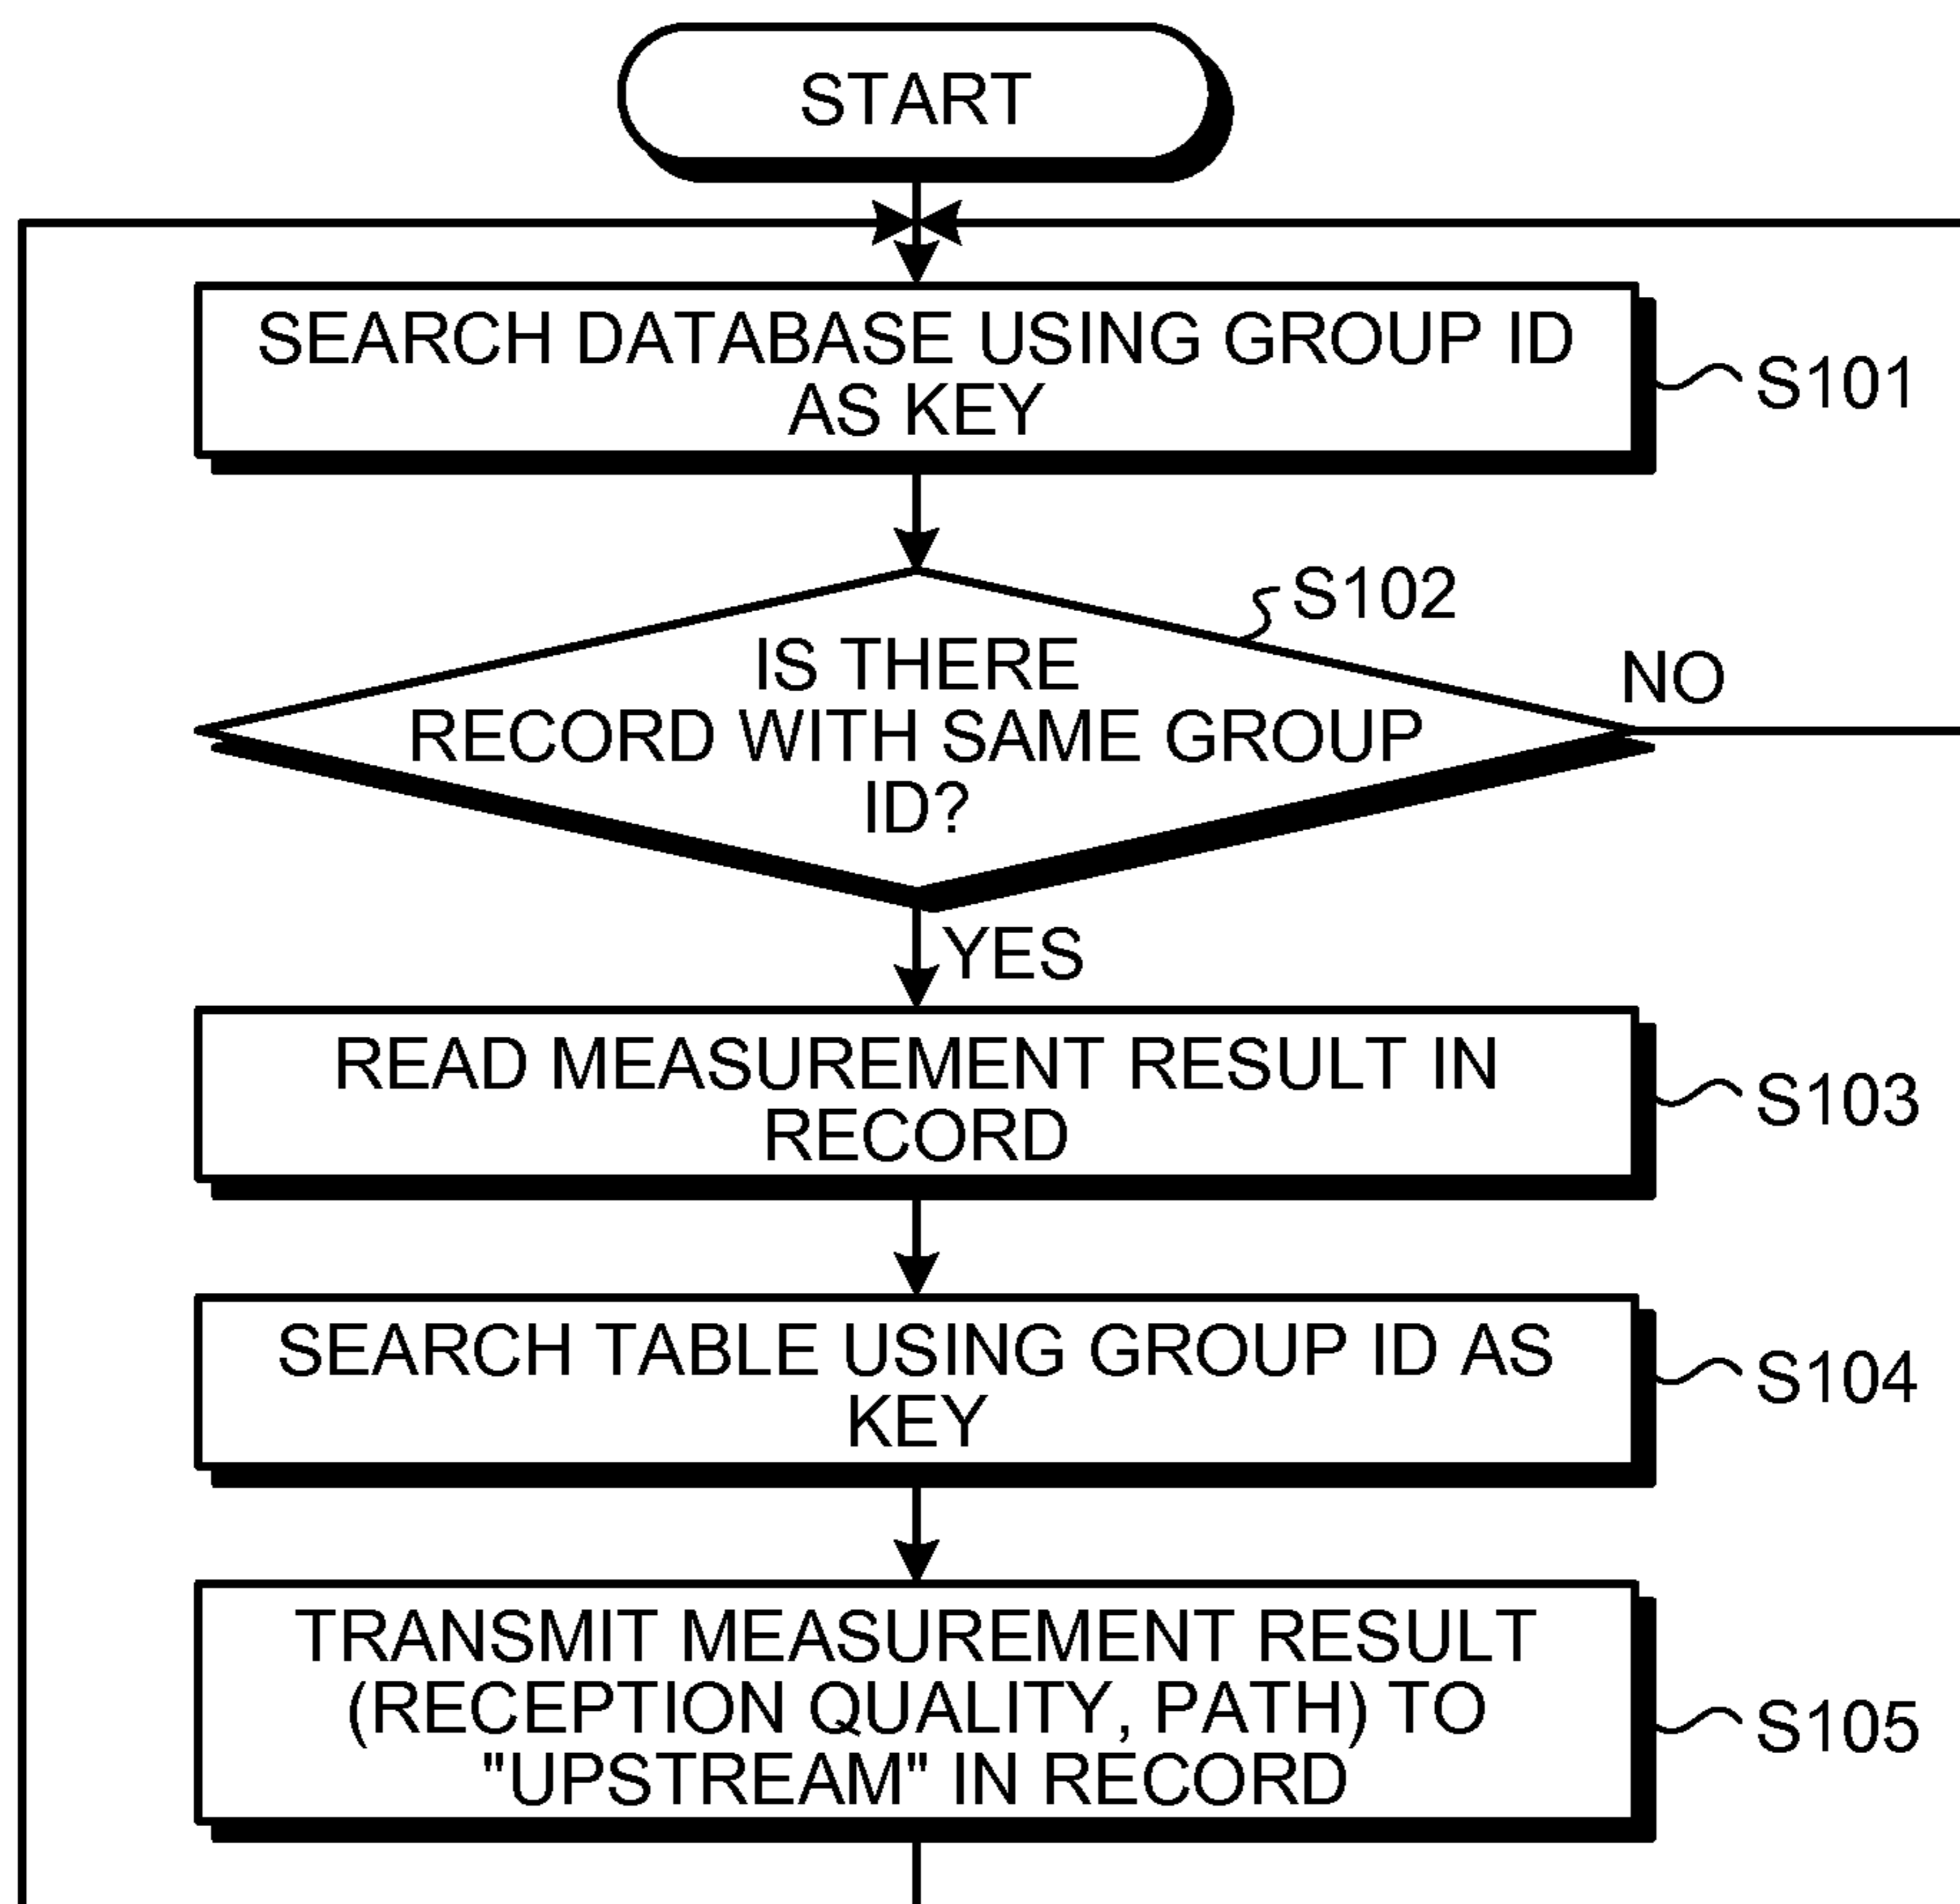 START
SEARCH DATABASE USING GROUP ID
AS KEY
S101
S102
IS THERE
RECORD WITH SAME GROUP
ID?
NO
YES
READ MEASUREMENT RESULT IN
RECORD
S103
SEARCH TABLE USING GROUP ID AS
KEY
S104
TRANSMIT MEASUREMENT RESULT
(RECEPTION QUALITY, PATH) TO
"UPSTREAM" IN RECORD
S105